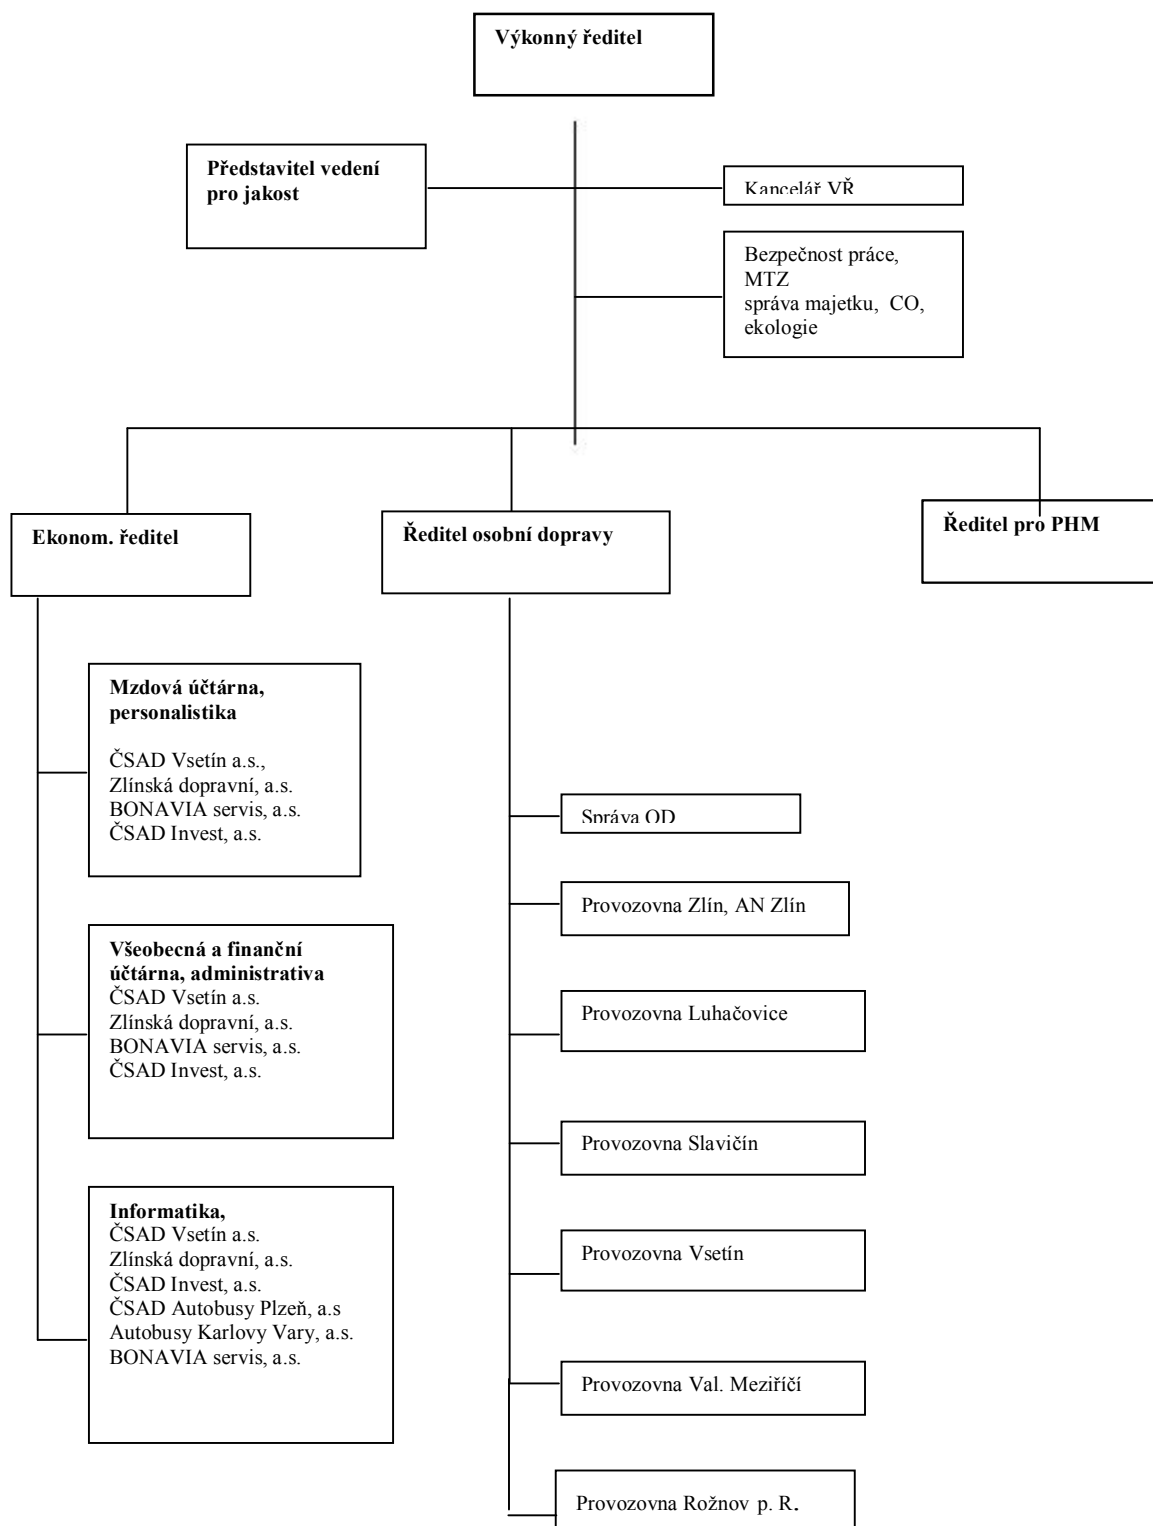 Výkonný ředitel
Představitel vedení
pro jakost
Kancelář VŘ
Bezpečnost práce,
MTZ
správa majetku, CO,
ekologie
Ekonom. ředitel
Ředitel osobní dopravy
Ředitel pro PHM
Mzdová účtárna,
personalistika
ČSAD Vsetín a.s.,
Zlínská dopravní, a.s.
BONAVIA servis, a.s.
ČSAD Invest, a.s.
Všeobecná a finanční
účtárna, administrativa
ČSAD Vsetín a.s.
Zlínská dopravní, a.s.
BONAVIA servis, a.s.
ČSAD Invest, a.s.
Informatika,
ČSAD Vsetín a.s.
Zlínská dopravní, a.s.
ČSAD Invest, a.s.
ČSAD Autobusy Plzeň, a.s
Autobusy Karlovy Vary, a.s.
BONAVIA servis, a.s.
Správa OD
Provozovna Zlín, AN Zlín
Provozovna Luhačovice
Provozovna Slavičín
Provozovna Vsetín
Provozovna Val. Meziříčí
Provozovna Rožnov p. R.